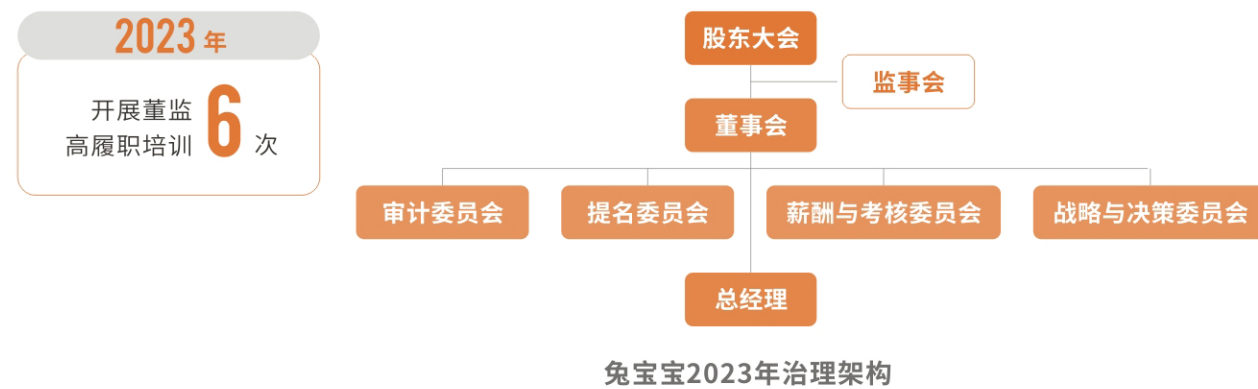 2023 年
开展董监
高履职培训 6 次
股东大会
监事会
董事会
审计委员会
提名委员会
薪酬与考核委员会
战略与决策委员会
总经理
兔宝宝2023年治理架构